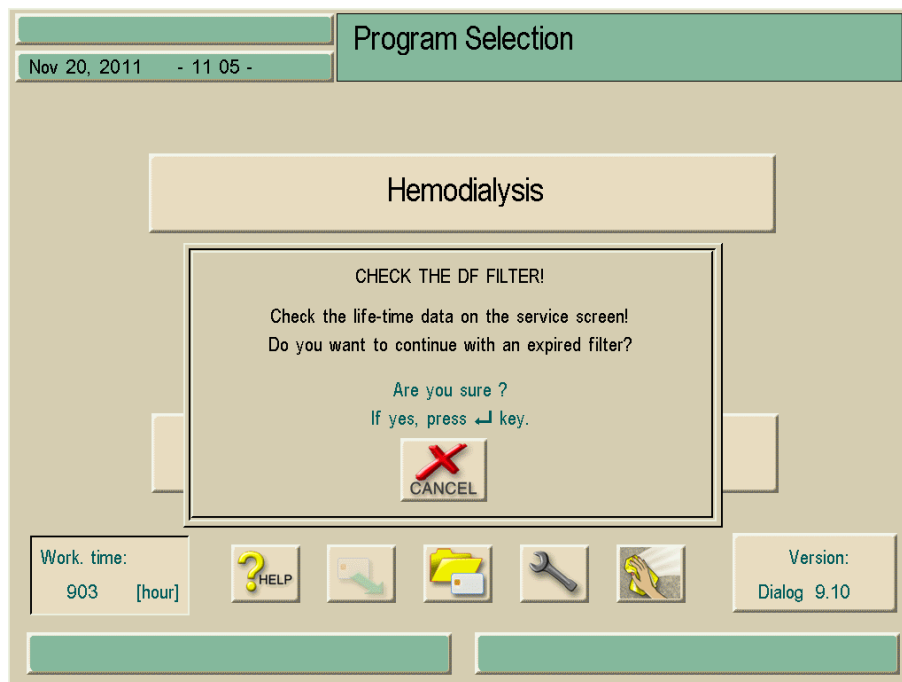 Program Selection
Nov 20, 2011 - 11 05 -
Hemodialysis
CHECK THE DF FILTER!
Check the life-time data on the service screen!
Do you want to continue with an expired filter?
Are you sure ?
If yes, press ↵ key.
CANCEL
Work. time:
903 [hour]
HELP
Version:
Dialog 9.10